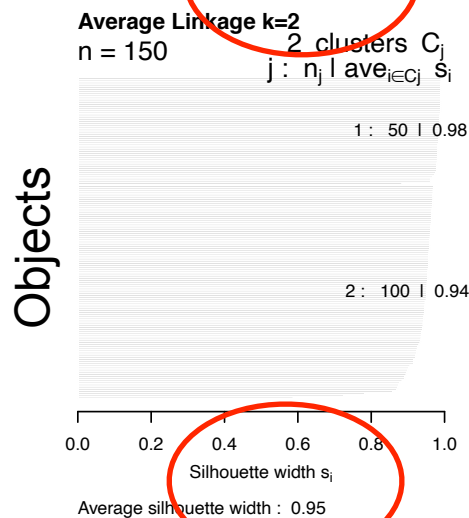 Average Linkage k=2
n = 150
2 clusters Cj
j : nj | avei∈Cj si
1 : 50 | 0.98
Objects
2 : 100 | 0.94
0.0 0.2 0.4 0.6 0.8 1.0
Silhouette width si
Average silhouette width : 0.95